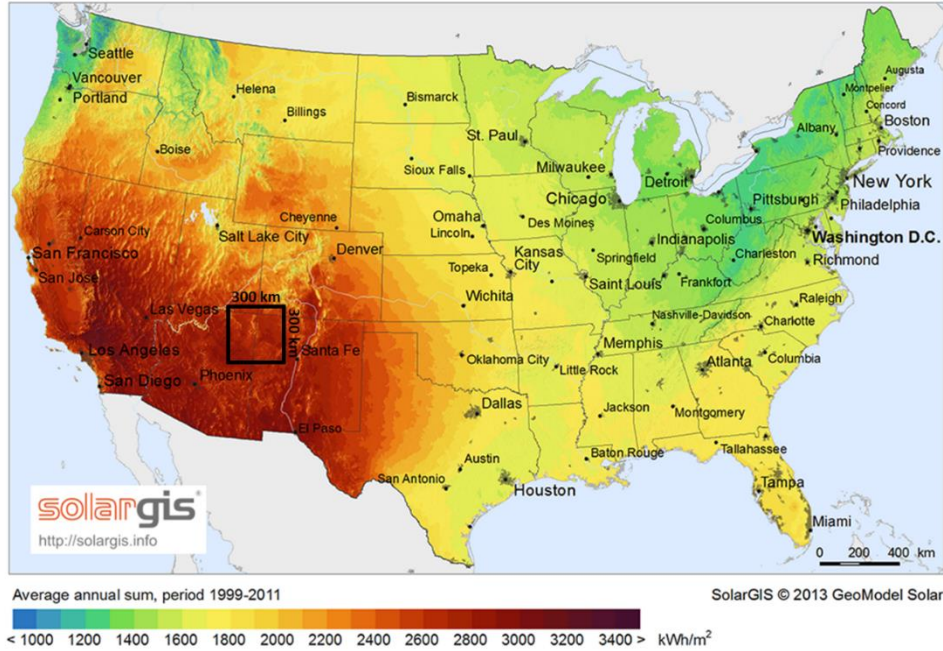 Seattle
Vancouver
Portland
Helena
Billings
Bismarck
Boise
Sioux Falls
St. Paul
Milwaukee
Chicago
Detroit
Augusta
Montpelier
Concord
Albany
Boston
Providence
New York
Philadelphia
Pittsburgh
Columbus
Washington D.C.
Cheyenne
Omaha
Lincoln
Des Moines
Indianapolis
Charleston
Richmond
Carson City
San Francisco
San Jose
Salt Lake City
Denver
Topeka
Kansas
City
Springfield
Saint Louis
Frankfort
Las Vegas
300 km
300 km
Wichita
Raleigh
Nashville-Davidson
Charlotte
Los Angeles
Santa Fe
Oklahoma City
Memphis
Little Rock
Atlanta
Columbia
San Diego
Phoenix
Dallas
Jackson
Montgomery
El Paso
Austin
San Antonio
Baton Rouge
Tallahassee
Houston
Tampa
Miami
solargis®
http://solargis.info
0 200 400 km
Average annual sum, period 1999-2011
SolarGIS © 2013 GeoModel Solar
< 1000 1200 1400 1600 1800 2000 2200 2400 2600 2800 3000 3200 3400 > kWh/m²